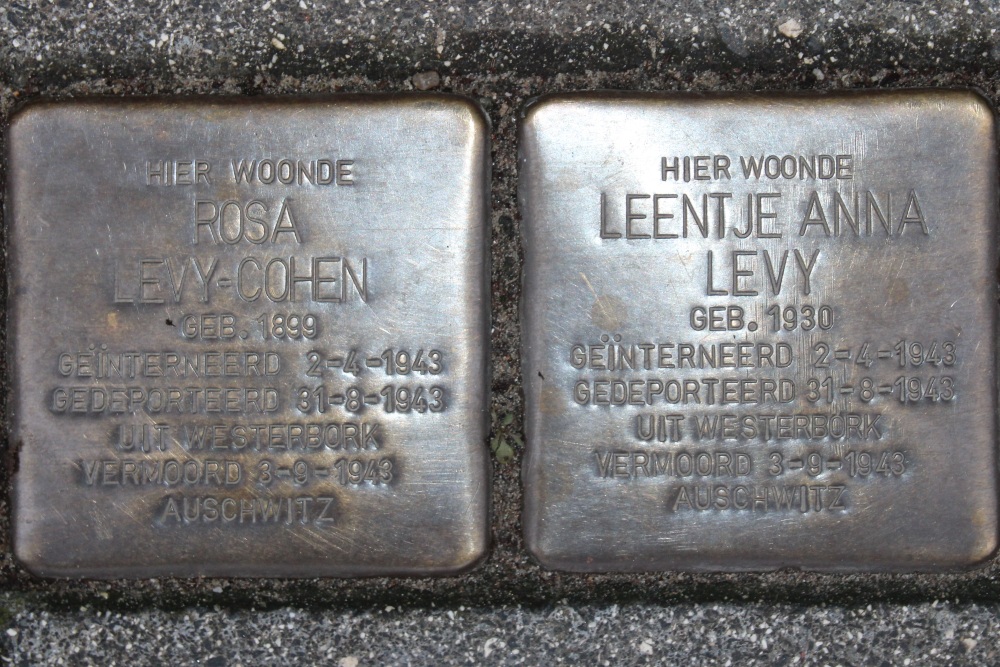 HIER WOONDE
ROSA
LEVY-COHEN
GEB. 1899
GEÏNTERNEERD 2-4-1943
GEDEPORTEERD 31-8-1943
UIT WESTERBORK
VERMOORD 3-9-1943
AUSCHWITZ
HIER WOONDE
LEENTJE ANNA
LEVY
GEB. 1930
GEÏNTERNEERD 2-4-1943
GEDEPORTEERD 31-8-1943
UIT WESTERBORK
VERMOORD 3-9-1943
AUSCHWITZ